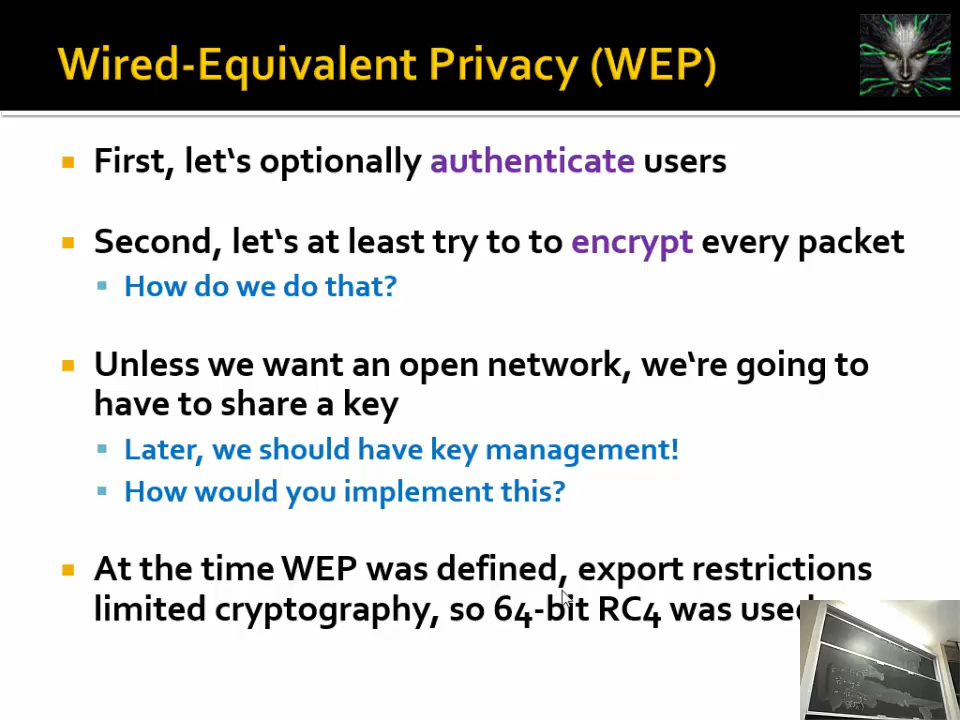 Wired-Equivalent Privacy (WEP)
First, let‘s optionally authenticate users
Second, let‘s at least try to to encrypt every packet
How do we do that?
Unless we want an open network, we‘re going to
have to share a key
Later, we should have key management!
How would you implement this?
At the time WEP was defined, export restrictions
limited cryptography, so 64-bit RC4 was used